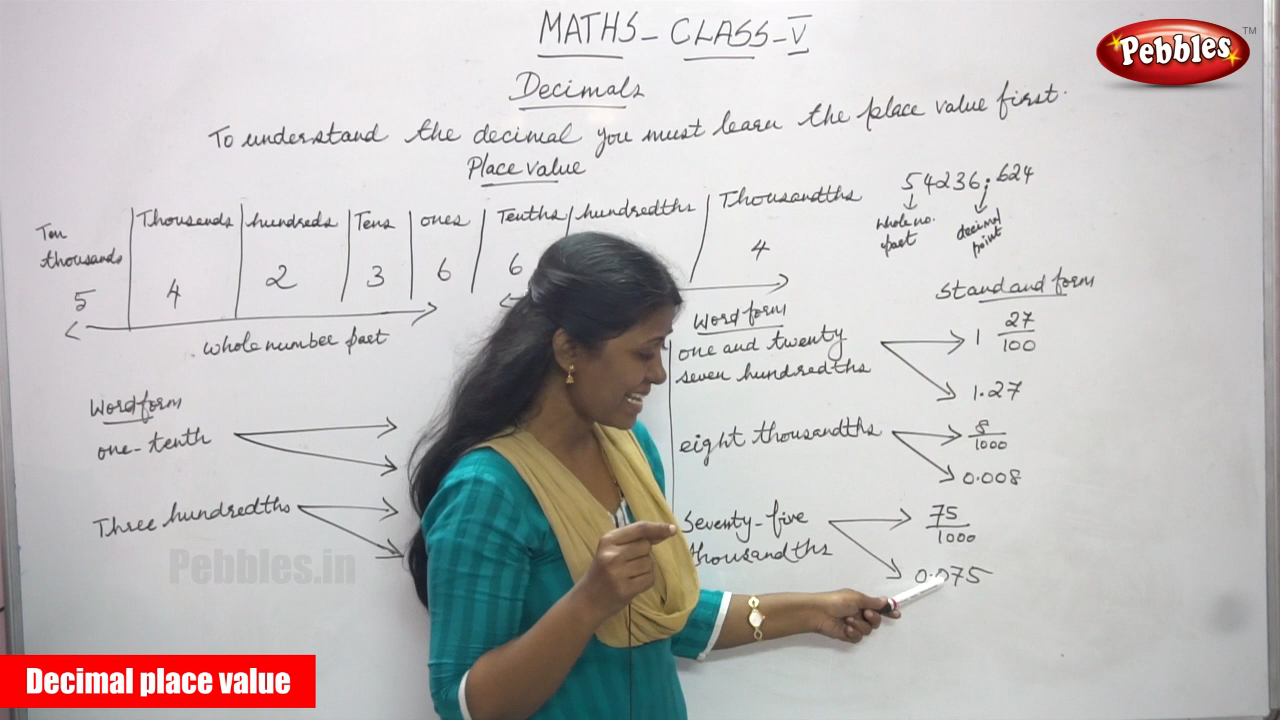 MATHS - CLASS - V
Pebbles TM
Decimals
To understand the decimal you must learn the place value first.
Place value
54236.624
whole no. part
decimal point
Ten thousands
Thousands
hundreds
Tens
ones
Tenths
hundredths
Thousandths
5
4
2
3
6
6
4
whole number part
Standard form
Word form
one and twenty
seven hundredths
1 27/100
1.27
Word form
one-tenth
eight thousandths
8/1000
0.008
Three hundredths
Seventy-five
thousandths
75/1000
0.075
Pebbles.in
Decimal place value